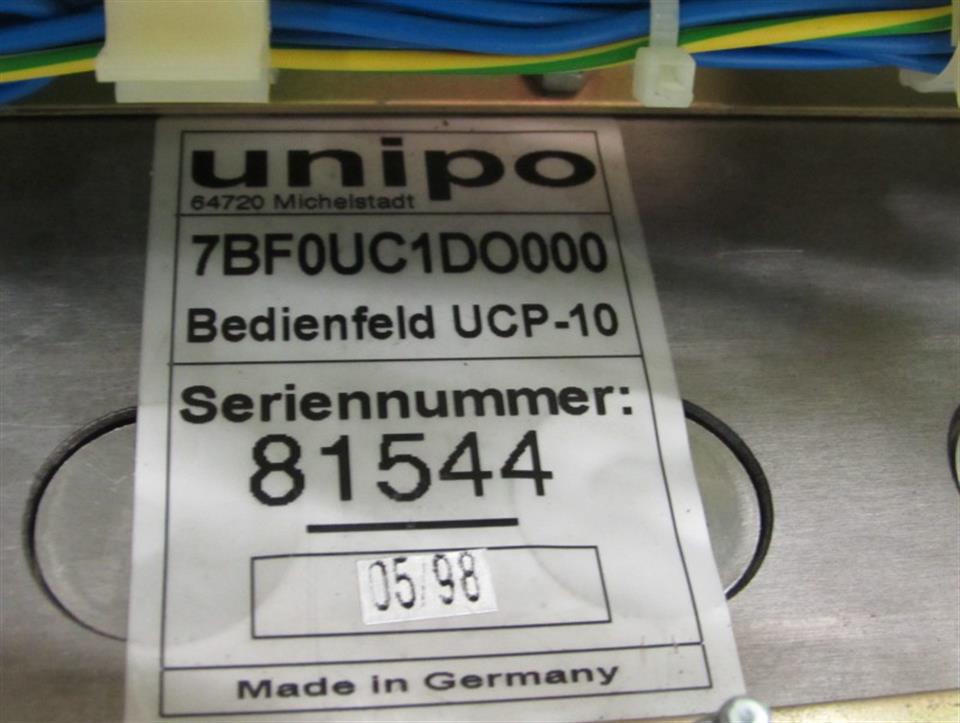 unipo
64720 Michelstadt
7BF0UC1DO000
Bedienfeld UCP-10
Seriennummer:
81544
05/98
Made in Germany